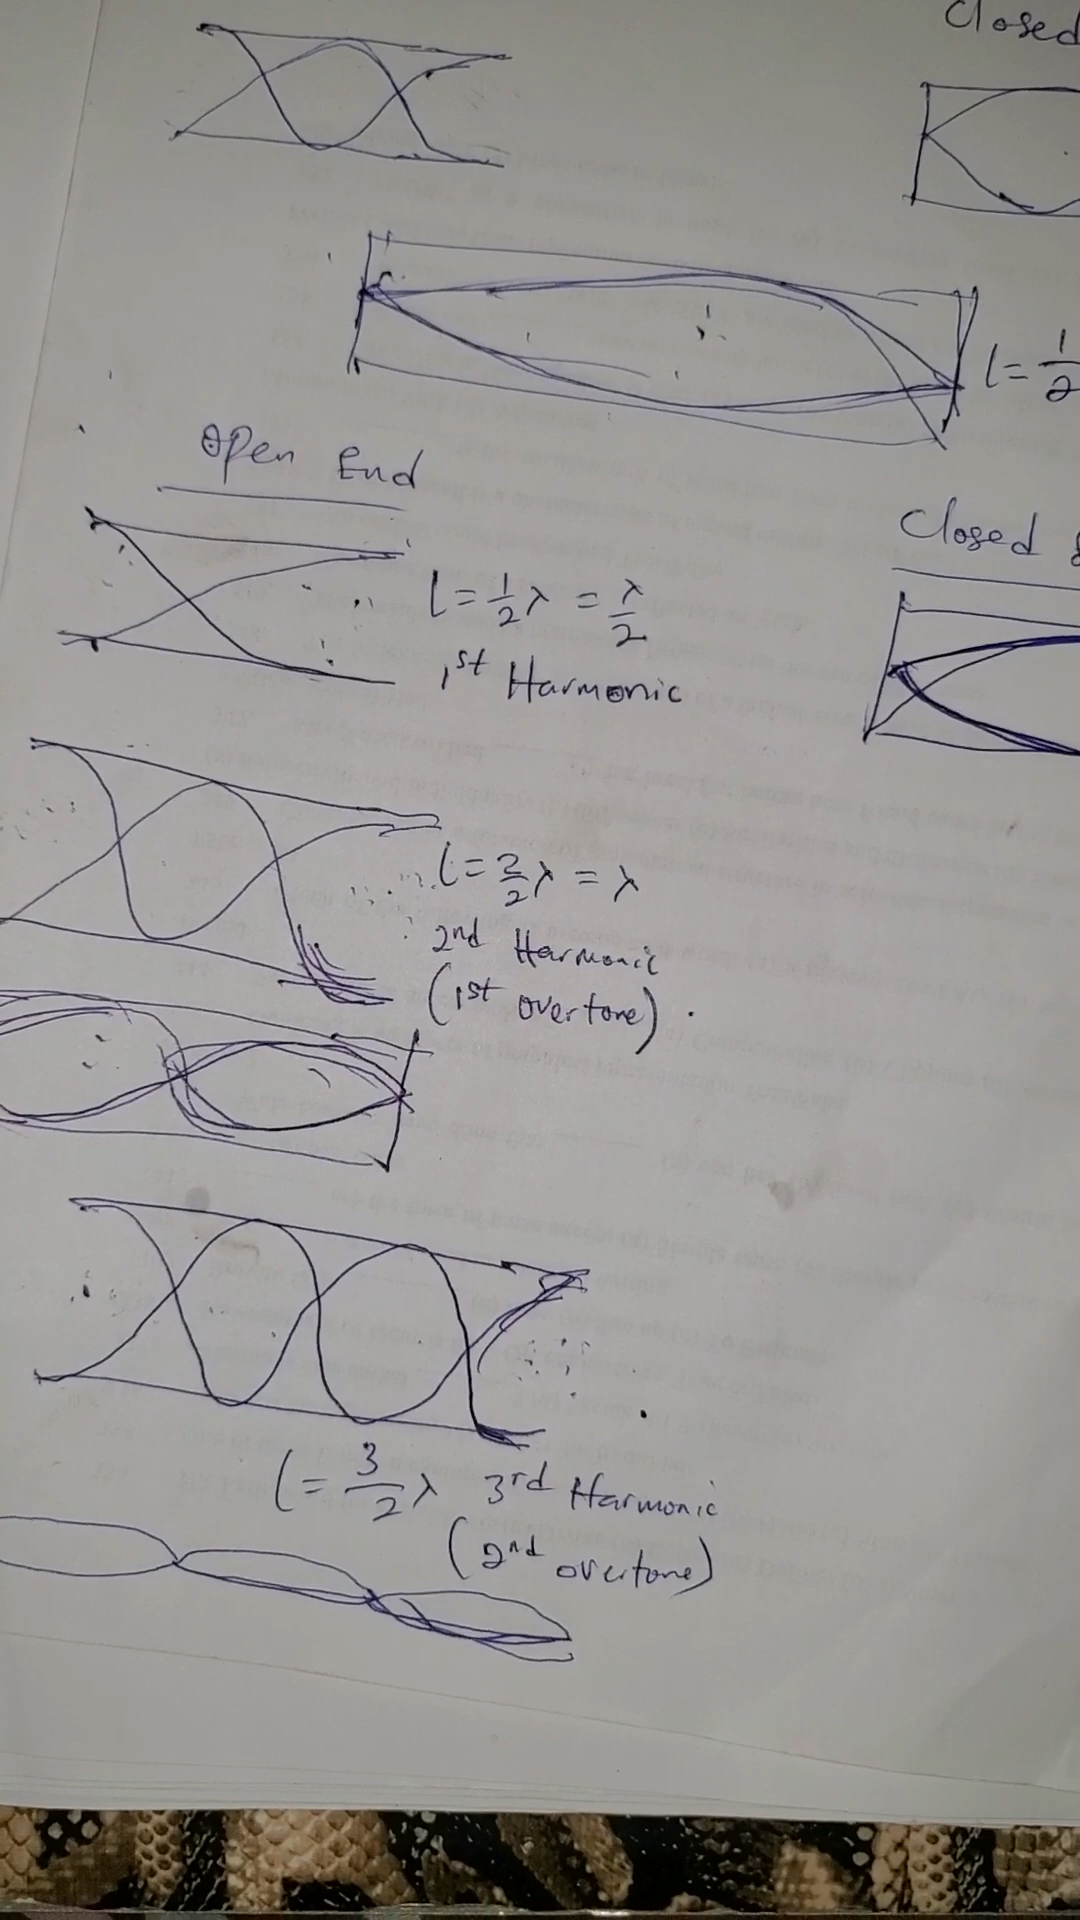 Closed
l = 1/2
Open End
l = 1/2 λ = λ/2
1st Harmonic
Closed
l = 2/2 λ = λ
2nd Harmonic
(1st overtone)
l = 3/2 λ 3rd Harmonic
(2nd overtone)